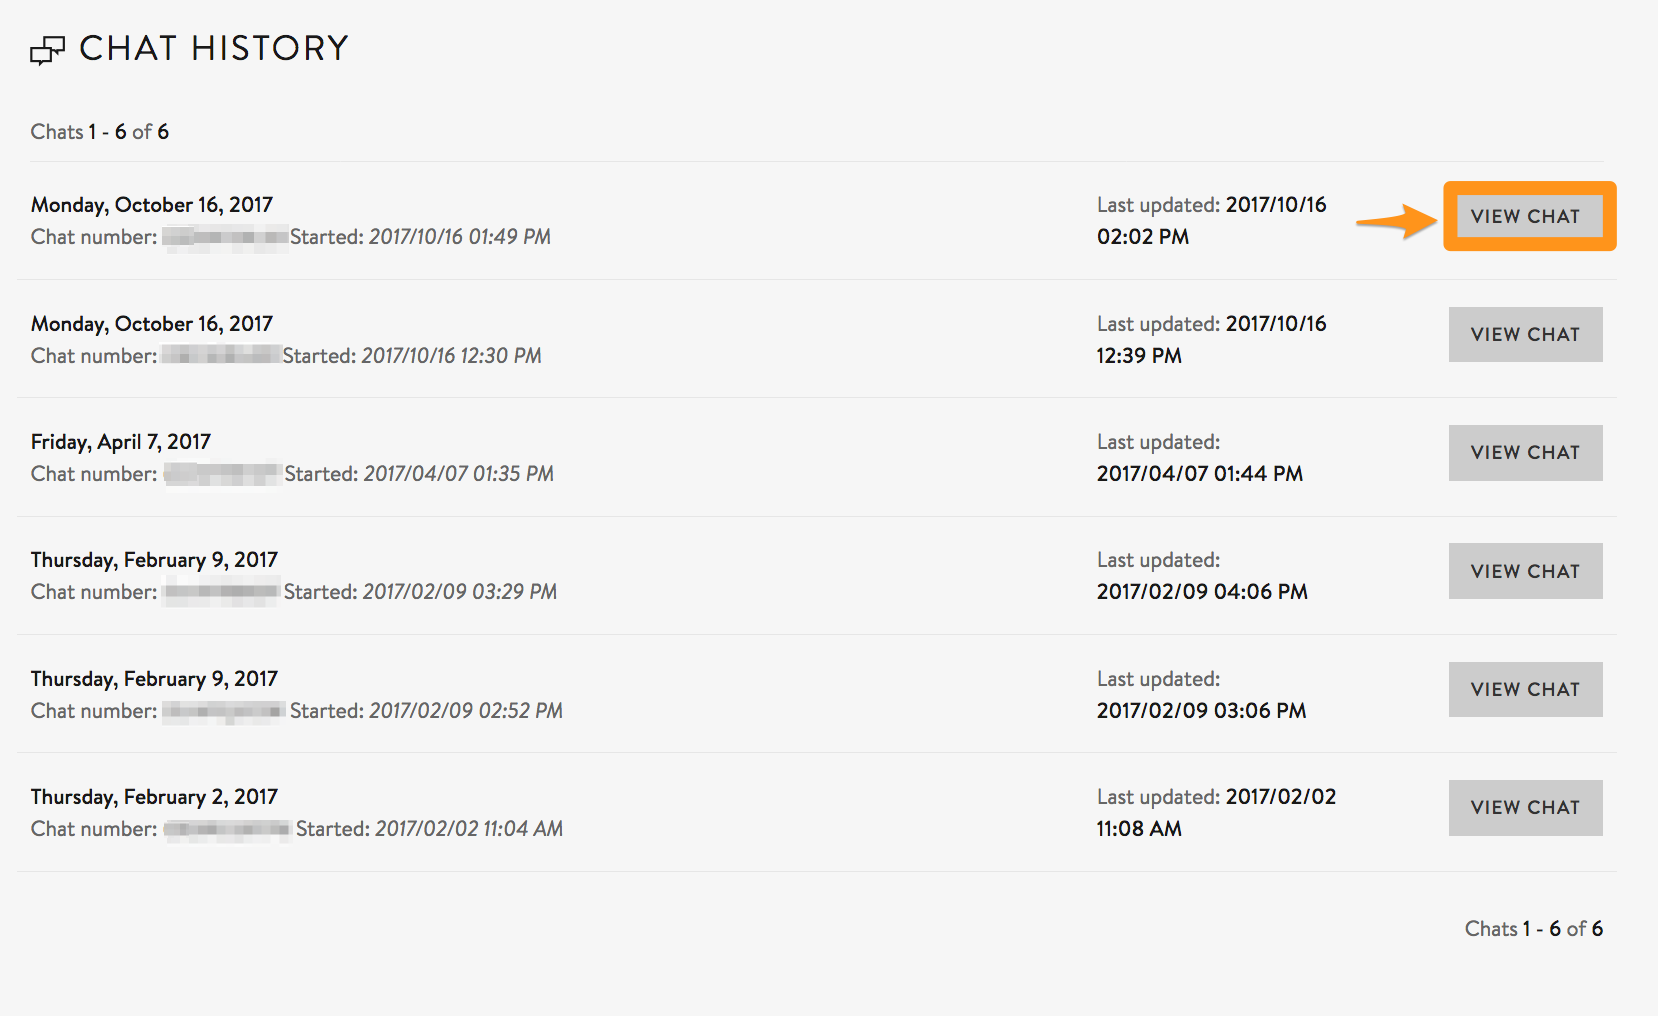 CHAT HISTORY
Chats 1 - 6 of 6
Monday, October 16, 2017
Chat number: Started: 2017/10/16 01:49 PM
Last updated: 2017/10/16
02:02 PM
VIEW CHAT
Monday, October 16, 2017
Chat number: Started: 2017/10/16 12:30 PM
Last updated: 2017/10/16
12:39 PM
VIEW CHAT
Friday, April 7, 2017
Chat number: Started: 2017/04/07 01:35 PM
Last updated:
2017/04/07 01:44 PM
VIEW CHAT
Thursday, February 9, 2017
Chat number: Started: 2017/02/09 03:29 PM
Last updated:
2017/02/09 04:06 PM
VIEW CHAT
Thursday, February 9, 2017
Chat number: Started: 2017/02/09 02:52 PM
Last updated:
2017/02/09 03:06 PM
VIEW CHAT
Thursday, February 2, 2017
Chat number: Started: 2017/02/02 11:04 AM
Last updated: 2017/02/02
11:08 AM
VIEW CHAT
Chats 1 - 6 of 6